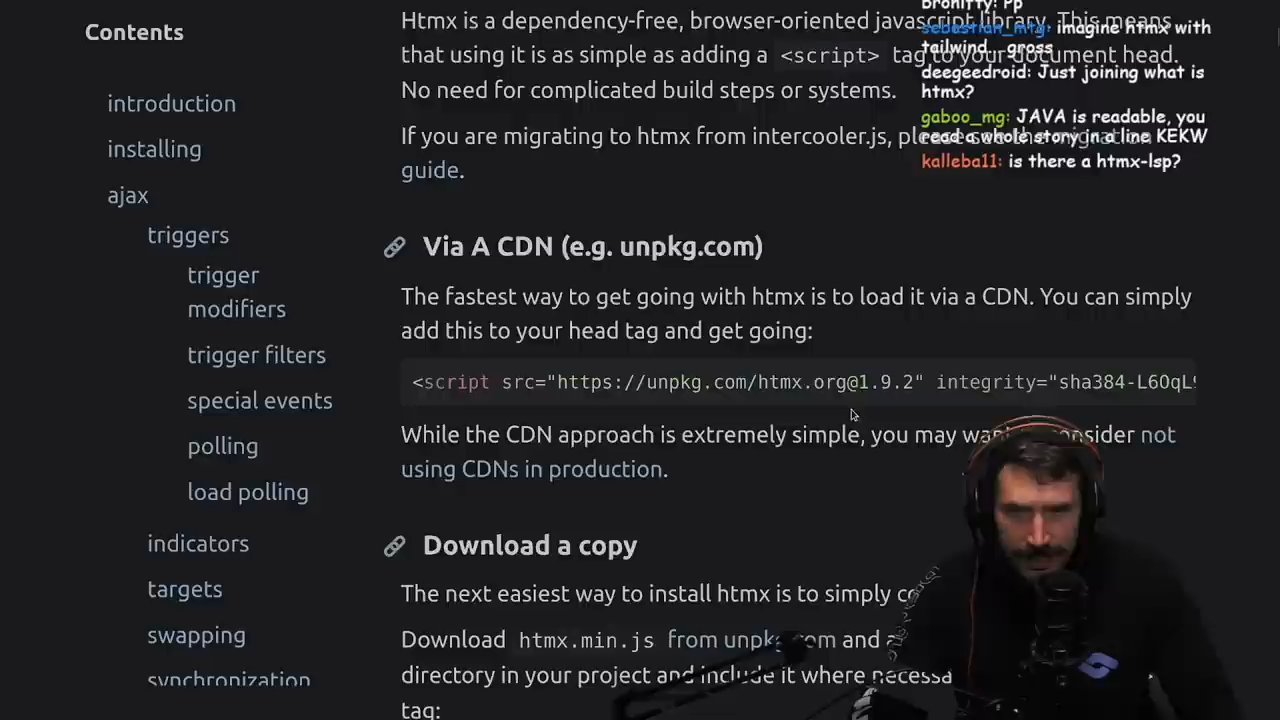 Contents
introduction
installing
ajax
triggers
trigger
modifiers
trigger filters
special events
polling
load polling
indicators
targets
swapping
synchronization
Htmx is a dependency-free, browser-oriented javascript library. This means
that using it is as simple as adding a <script> tag to your document head.
No need for complicated build steps or systems.
If you are migrating to htmx from intercooler.js, please see the migration
guide.
Via A CDN (e.g. unpkg.com)
The fastest way to get going with htmx is to load it via a CDN. You can simply
add this to your head tag and get going:
<script src="https://unpkg.com/htmx.org@1.9.2" integrity="sha384-L6OqL
While the CDN approach is extremely simple, you may want consider not
using CDNs in production.
Download a copy
The next easiest way to install htmx is to simply
Download htmx.min.js from unpkg.com and
directory in your project and include it where
tag:
bronitty: Pp
sebastian_mtg: imagine htmx with
tailwind.. gross
deegeedroid: Just joining what is
htmx?
gaboo_mg: JAVA is readable, you
read a whole story in a line KEKW
kalleba11: is there a htmx-lsp?